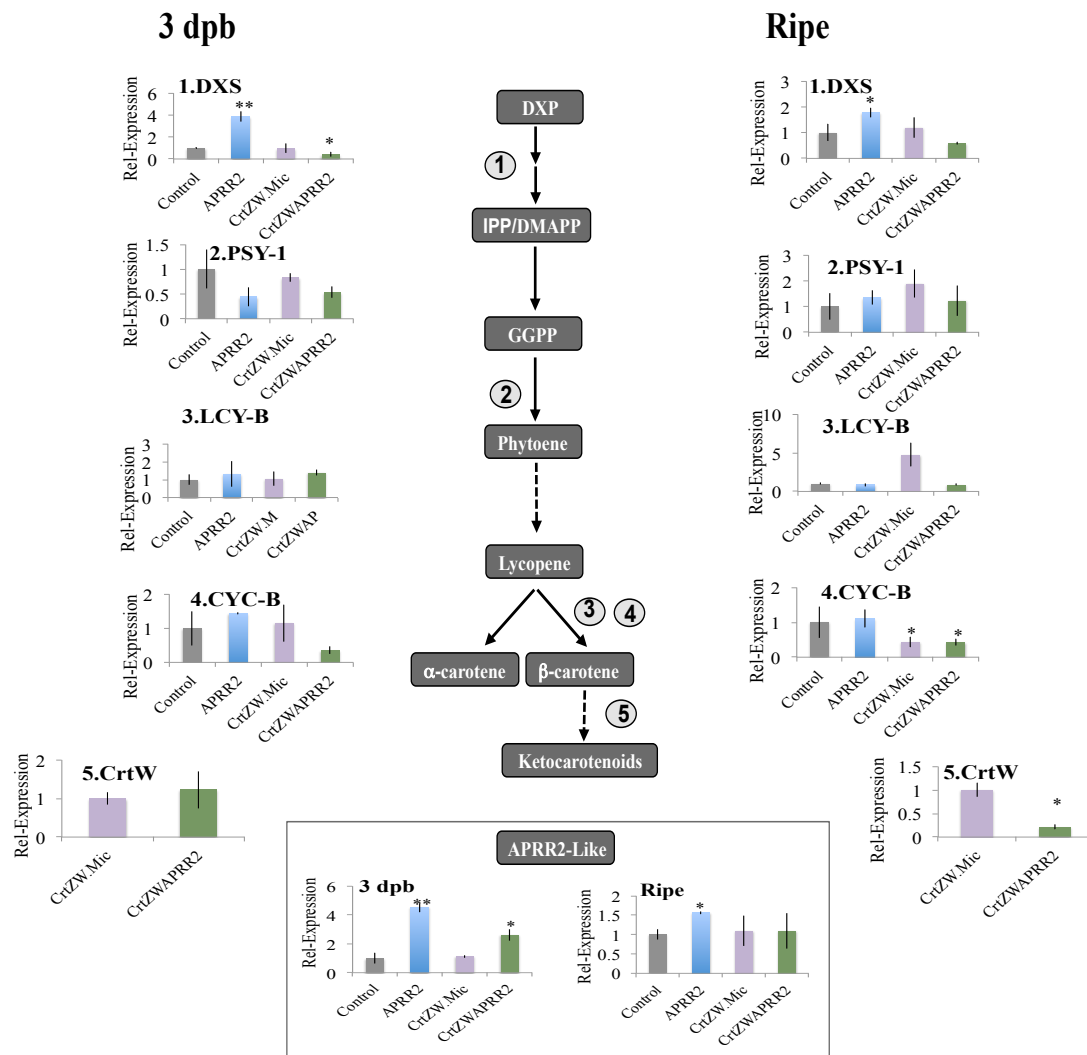 3 dpb
Ripe
1.DXS
Rel-Expression
6
4
2
0
**
*
Control
APRR2
CrtZW.Mic
CrtZWAPRR2
2.PSY-1
Rel-Expression
1.5
1
0.5
0
Control
APRR2
CrtZW.Mic
CrtZWAPRR2
3.LCY-B
Rel-Expression
3
2
1
0
Control
APRR2
CrtZW.M
CrtZWAP
4.CYC-B
Rel-Expression
2
1
0
Control
APRR2
CrtZW.Mic
CrtZWAPRR2
5.CrtW
Rel-Expression
2
1
0
CrtZW.Mic
CrtZWAPRR2
DXP
1
IPP/DMAPP
GGPP
2
Phytoene
Lycopene
3 4
α-carotene β-carotene
5
Ketocarotenoids
1.DXS
Rel-Expression
3
2
1
0
*
Control
APRR2
CrtZW.Mic
CrtZWAPRR2
2.PSY-1
Rel-Expression
3
2
1
0
Control
APRR2
CrtZW.Mic
CrtZWAPRR2
3.LCY-B
Rel-Expression
10
5
0
Control
APRR2
CrtZW.Mic
CrtZWAPRR2
4.CYC-B
Rel-Expression
2
1
0
*
*
Control
APRR2
CrtZW.Mic
CrtZWAPRR2
5.CrtW
Rel-Expression
1.5
1
0.5
0
*
CrtZW.Mic
CrtZWAPRR2
APRR2-Like
3 dpb
Rel-Expression
6
4
2
0
**
*
Control
APRR2
CrtZW.Mic
CrtZWAPRR2
Ripe
Rel-Expression
2
1.5
1
0.5
0
*
Control
APRR2
CrtZW.Mic
CrtZWAPRR2